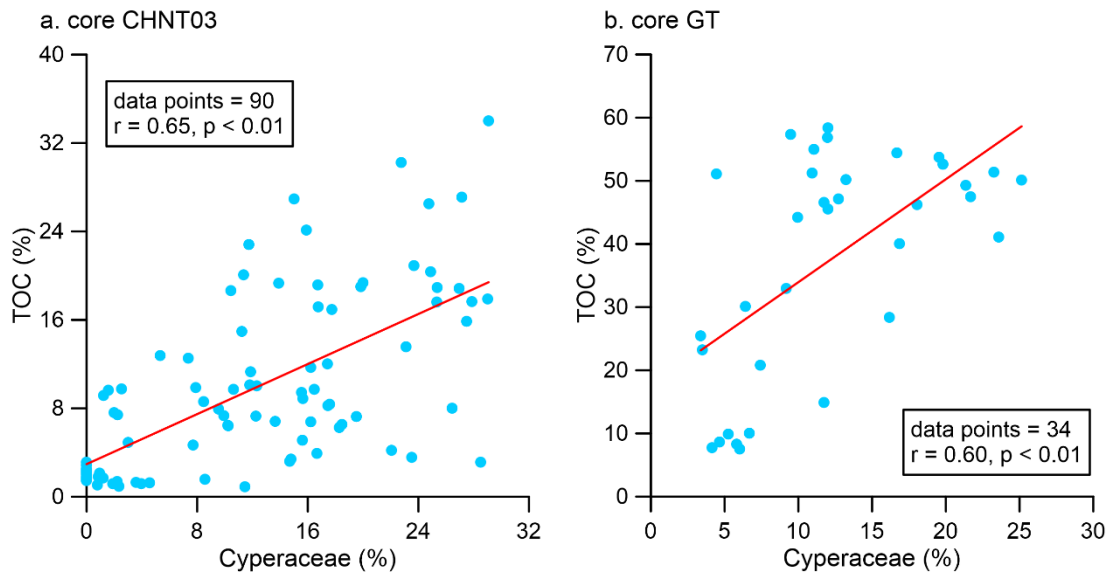 a. core CHNT03
40
32
24
16
8
0
TOC (%)
data points = 90
r = 0.65, p < 0.01
0 8 16 24 32
Cyperaceae (%)
b. core GT
70
60
50
40
30
20
10
0
TOC (%)
data points = 34
r = 0.60, p < 0.01
0 5 10 15 20 25 30
Cyperaceae (%)